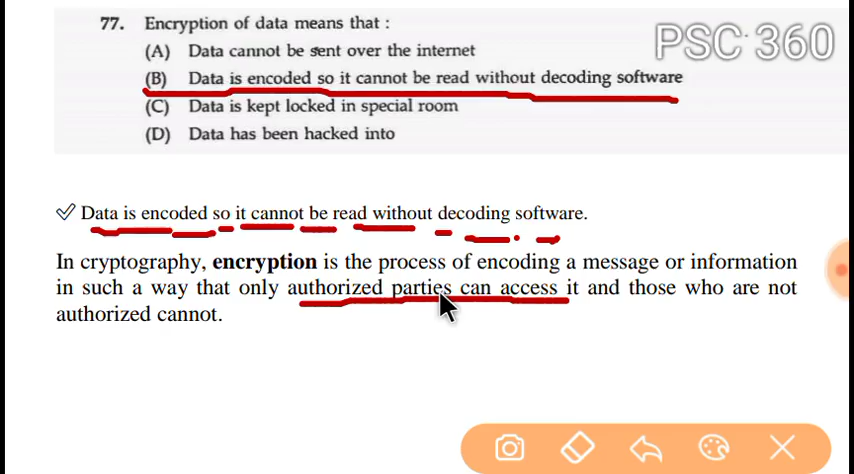 77. Encryption of data means that :
PSC 360
(A) Data cannot be sent over the internet
(B) Data is encoded so it cannot be read without decoding software
(C) Data is kept locked in special room
(D) Data has been hacked into
Data is encoded so it cannot be read without decoding software.
In cryptography, encryption is the process of encoding a message or information
in such a way that only authorized parties can access it and those who are not
authorized cannot.